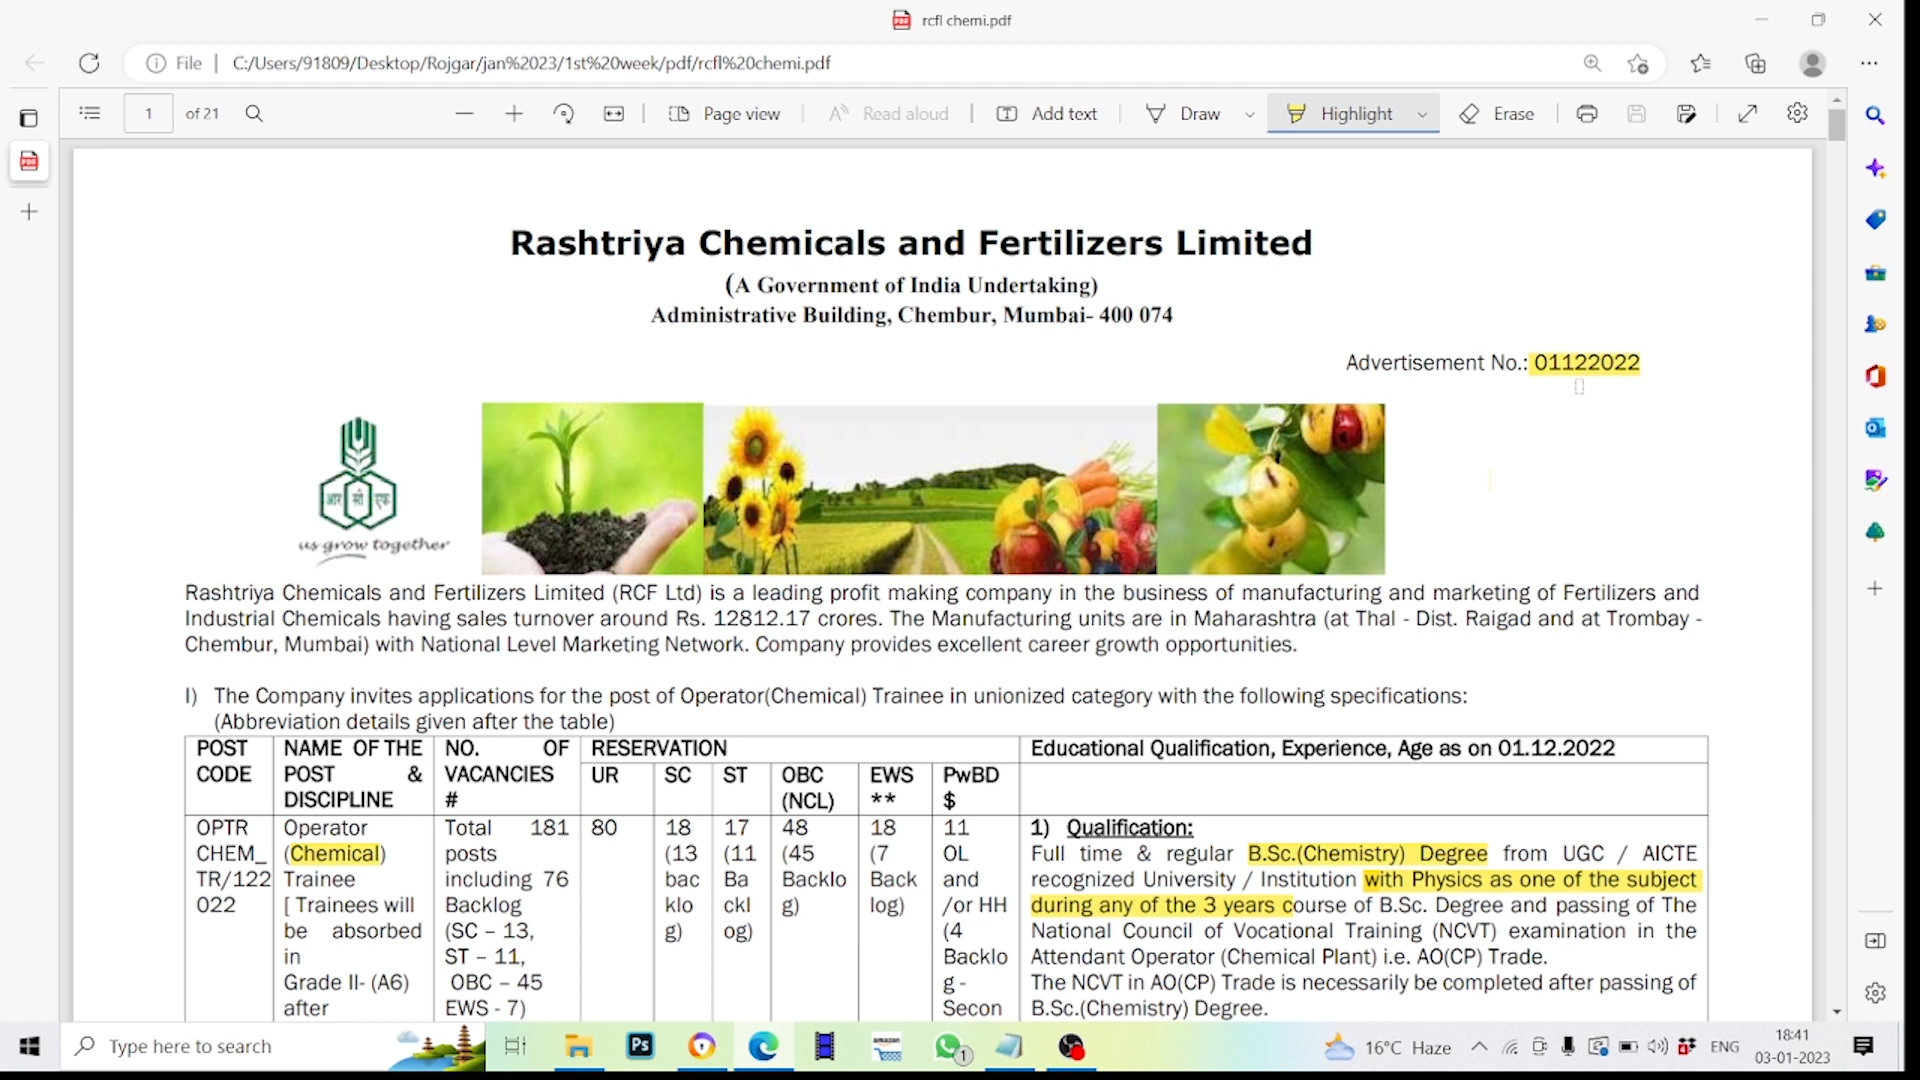 rcfl chemi.pdf
File | C:/Users/91809/Desktop/Rojgar/jan%2023/1st%20week/pdf/rcfl%20chemi.pdf
1 of 21 Page view Read aloud Add text Draw Highlight Erase
Rashtriya Chemicals and Fertilizers Limited
(A Government of India Undertaking)
Administrative Building, Chembur, Mumbai- 400 074
Advertisement No.: 01122022
आर सी एफ
us grow together
Rashtriya Chemicals and Fertilizers Limited (RCF Ltd) is a leading profit making company in the business of manufacturing and marketing of Fertilizers and
Industrial Chemicals having sales turnover around Rs. 12812.17 crores. The Manufacturing units are in Maharashtra (at Thal - Dist. Raigad and at Trombay -
Chembur, Mumbai) with National Level Marketing Network. Company provides excellent career growth opportunities.
I) The Company invites applications for the post of Operator(Chemical) Trainee in unionized category with the following specifications:
(Abbreviation details given after the table)
POST
CODE
NAME OF THE
POST &
DISCIPLINE
NO. OF
VACANCIES
#
RESERVATION
UR
SC
ST
OBC
(NCL)
EWS
**
PwBD
$
Educational Qualification, Experience, Age as on 01.12.2022
OPTR
CHEM_
TR/122
022
Operator
(Chemical)
Trainee
[ Trainees will
be absorbed
in
Grade II- (A6)
after
Total 181
posts
including 76
Backlog
(SC – 13,
ST – 11,
OBC – 45
EWS - 7)
80
18
(13
bac
klo
g)
17
(11
Ba
ckl
og)
48
(45
Backlo
g)
18
(7
Back
log)
11
OL
and
/or HH
(4
Backlo
g -
Secon
1) Qualification:
Full time & regular B.Sc.(Chemistry) Degree from UGC / AICTE
recognized University / Institution with Physics as one of the subject
during any of the 3 years course of B.Sc. Degree and passing of The
National Council of Vocational Training (NCVT) examination in the
Attendant Operator (Chemical Plant) i.e. AO(CP) Trade.
The NCVT in AO(CP) Trade is necessarily be completed after passing of
B.Sc.(Chemistry) Degree.
Type here to search
Ps
amazon
1
16°C Haze
ENG
18:41
03-01-2023